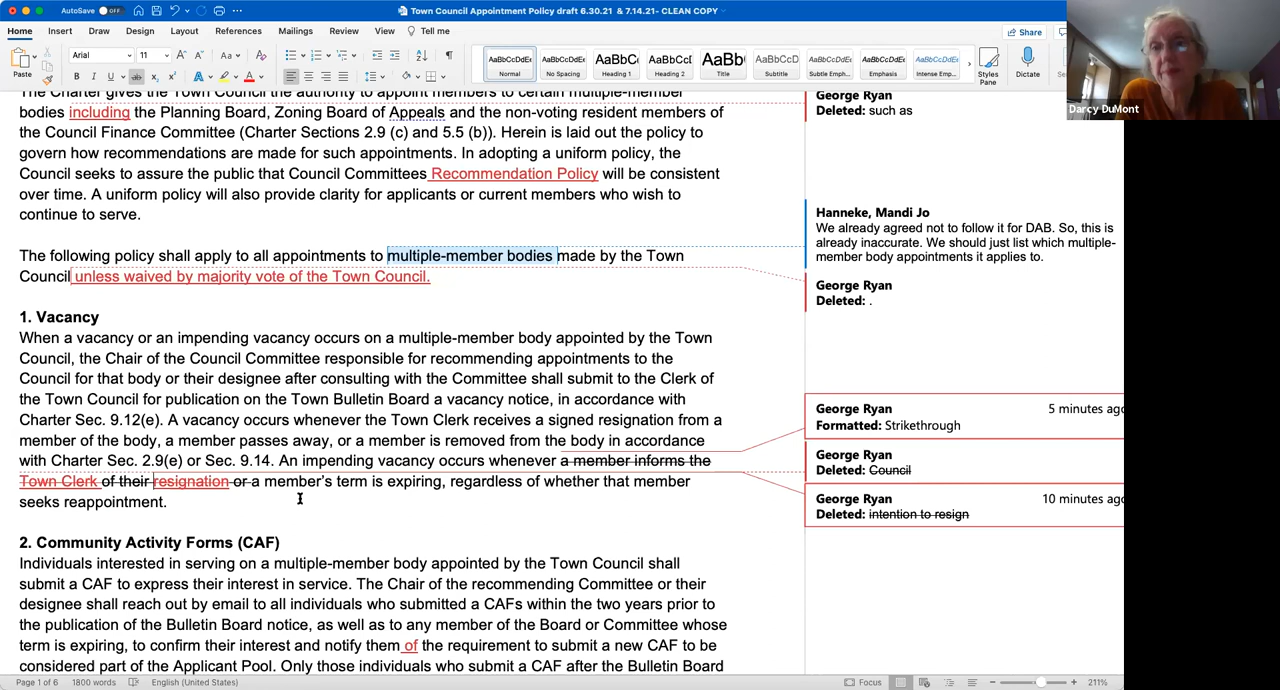 AutoSave OFF
Town Council Appointment Policy draft 6.30.21 & 7.14.21- CLEAN COPY
Home Insert Draw Design Layout References Mailings Review View Tell me
Share
Paste
Arial 11
B I U ab x₂ x² A A
AaBbCcDdEe AaBbCcDdEe AaBbC AaBbCcD AaBb AaBbCcDdEe AaBbCcDdEe AaBbCcDdEe AaBbCcDdEe
Normal No Spacing Heading 1 Heading 2 Title Subtitle Subtle Emph... Emphasis Intense Emp...
Styles Pane
Dictate
Darcy DuMont
The Charter gives the Town Council the authority to appoint members to certain multiple-member
bodies including the Planning Board, Zoning Board of Appeals and the non-voting resident members of
the Council Finance Committee (Charter Sections 2.9 (c) and 5.5 (b)). Herein is laid out the policy to
govern how recommendations are made for such appointments. In adopting a uniform policy, the
Council seeks to assure the public that Council Committees Recommendation Policy will be consistent
over time. A uniform policy will also provide clarity for applicants or current members who wish to
continue to serve.
The following policy shall apply to all appointments to multiple-member bodies made by the Town
Council unless waived by majority vote of the Town Council.
1. Vacancy
When a vacancy or an impending vacancy occurs on a multiple-member body appointed by the Town
Council, the Chair of the Council Committee responsible for recommending appointments to the
Council for that body or their designee after consulting with the Committee shall submit to the Clerk of
the Town Council for publication on the Town Bulletin Board a vacancy notice, in accordance with
Charter Sec. 9.12(e). A vacancy occurs whenever the Town Clerk receives a signed resignation from a
member of the body, a member passes away, or a member is removed from the body in accordance
with Charter Sec. 2.9(e) or Sec. 9.14. An impending vacancy occurs whenever a member informs the
Town Clerk of their resignation or a member's term is expiring, regardless of whether that member
seeks reappointment.
2. Community Activity Forms (CAF)
Individuals interested in serving on a multiple-member body appointed by the Town Council shall
submit a CAF to express their interest in service. The Chair of the recommending Committee or their
designee shall reach out by email to all individuals who submitted a CAFs within the two years prior to
the publication of the Bulletin Board notice, as well as to any member of the Board or Committee whose
term is expiring, to confirm their interest and notify them of the requirement to submit a new CAF to be
considered part of the Applicant Pool. Only those individuals who submit a CAF after the Bulletin Board
George Ryan
Deleted: such as
Hanneke, Mandi Jo
We already agreed not to follow it for DAB. So, this is
already inaccurate. We should just list which multiple-
member body appointments it applies to.
George Ryan
Deleted: .
George Ryan 5 minutes ago
Formatted: Strikethrough
George Ryan
Deleted: Council
George Ryan 10 minutes ago
Deleted: intention to resign
Page 1 of 6 1800 words English (United States) Focus 211%